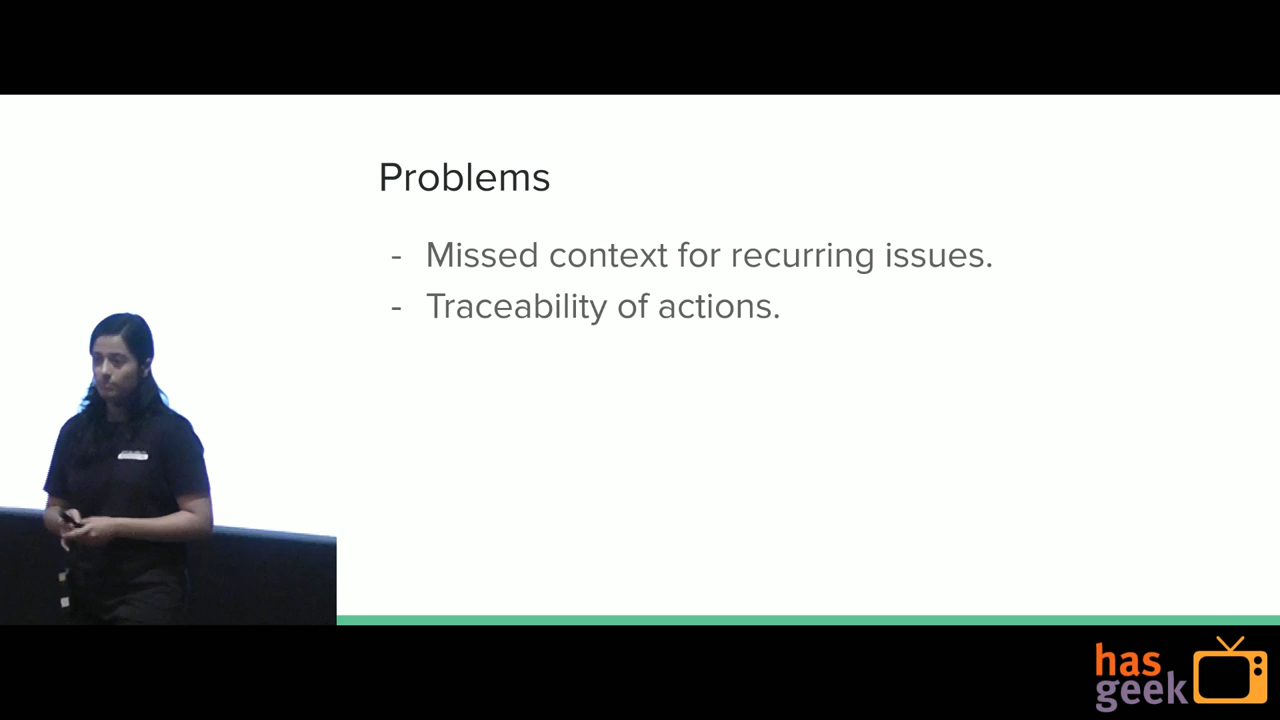 Problems
- Missed context for recurring issues.
- Traceability of actions.
has
geek